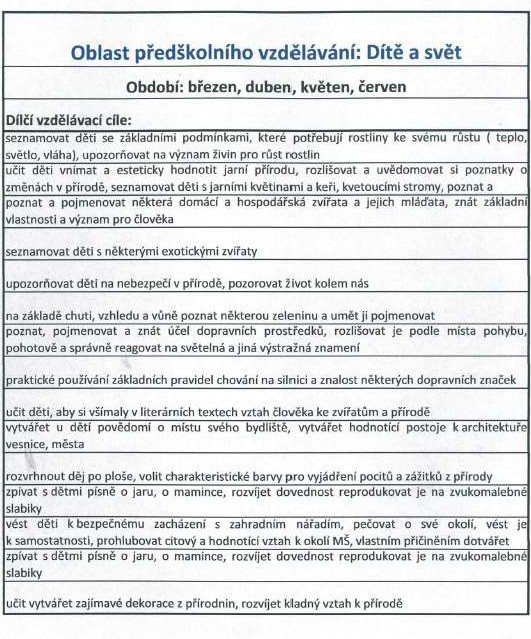 Oblast předškolního vzdělávání: Dítě a svět
Období: březen, duben, květen, červen
Dílčí vzdělávací cíle:
seznamovat děti se základními podmínkami, které potřebují rostliny ke svému růstu ( teplo,
světlo, vláha), upozorňovat na význam živin pro růst rostlin
učit děti vnímat a esteticky hodnotit jarní přírodu, rozlišovat a uvědomovat si poznatky o
změnách v přírodě, seznamovat děti s jarními květinami a keři, kvetoucími stromy, poznat a
poznat a pojmenovat některá domácí a hospodářská zvířata a jejich mláďata, znát základní
vlastnosti a význam pro člověka
seznamovat děti s některými exotickými zvířaty
upozorňovat děti na nebezpečí v přírodě, pozorovat život kolem nás
na základě chuti, vzhledu a vůně poznat některou zeleninu a umět ji pojmenovat
poznat, pojmenovat a znát účel dopravních prostředků, rozlišovat je podle místa pohybu,
pohotově a správně reagovat na světelná a jiná výstražná znamení
praktické používání základních pravidel chování na silnici a znalost některých dopravních značek
učit děti, aby si všímaly v literárních textech vztah člověka ke zvířatům a přírodě
vytvářet u dětí povědomí o místu svého bydliště, vytvářet hodnotící postoje k architektuře
vesnice, města
rozvrhnout děj po ploše, volit charakteristické barvy pro vyjádření pocitů a zážitků z přírody
zpívat s dětmi písně o jaru, o mamince, rozvíjet dovednost reprodukovat je na zvukomalebné
slabiky
vést děti k bezpečnému zacházení s zahradním nářadím, pečovat o své okolí, vést je
k samostatnosti, prohlubovat citový a hodnotící vztah k okolí MŠ, vlastním přičiněním dotvářet
zpívat s dětmi písně o jaru, o mamince, rozvíjet dovednost reprodukovat je na zvukomalebné
slabiky
učit vytvářet zajímavé dekorace z přírodnin, rozvíjet kladný vztah k přírodě